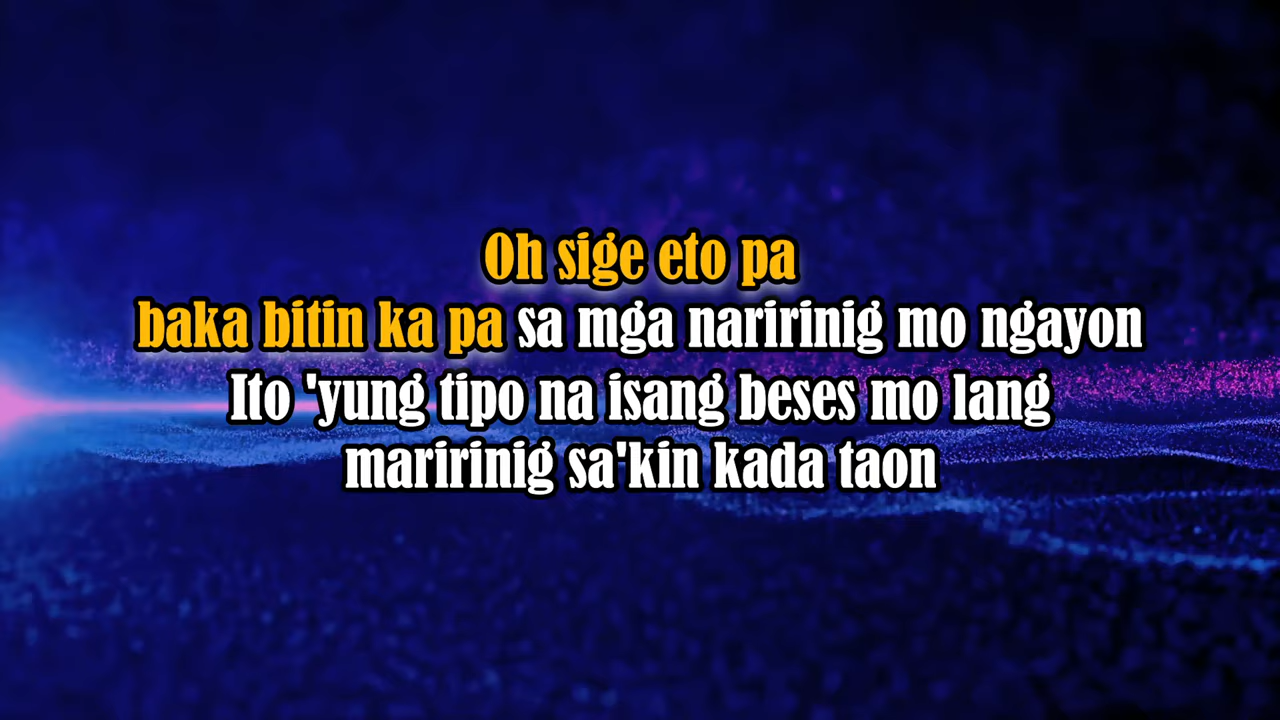 Oh sige eto pa
baka bitin ka pa sa mga naririnig mo ngayon
Ito 'yung tipo na isang beses mo lang
maririnig sa'kin kada taon